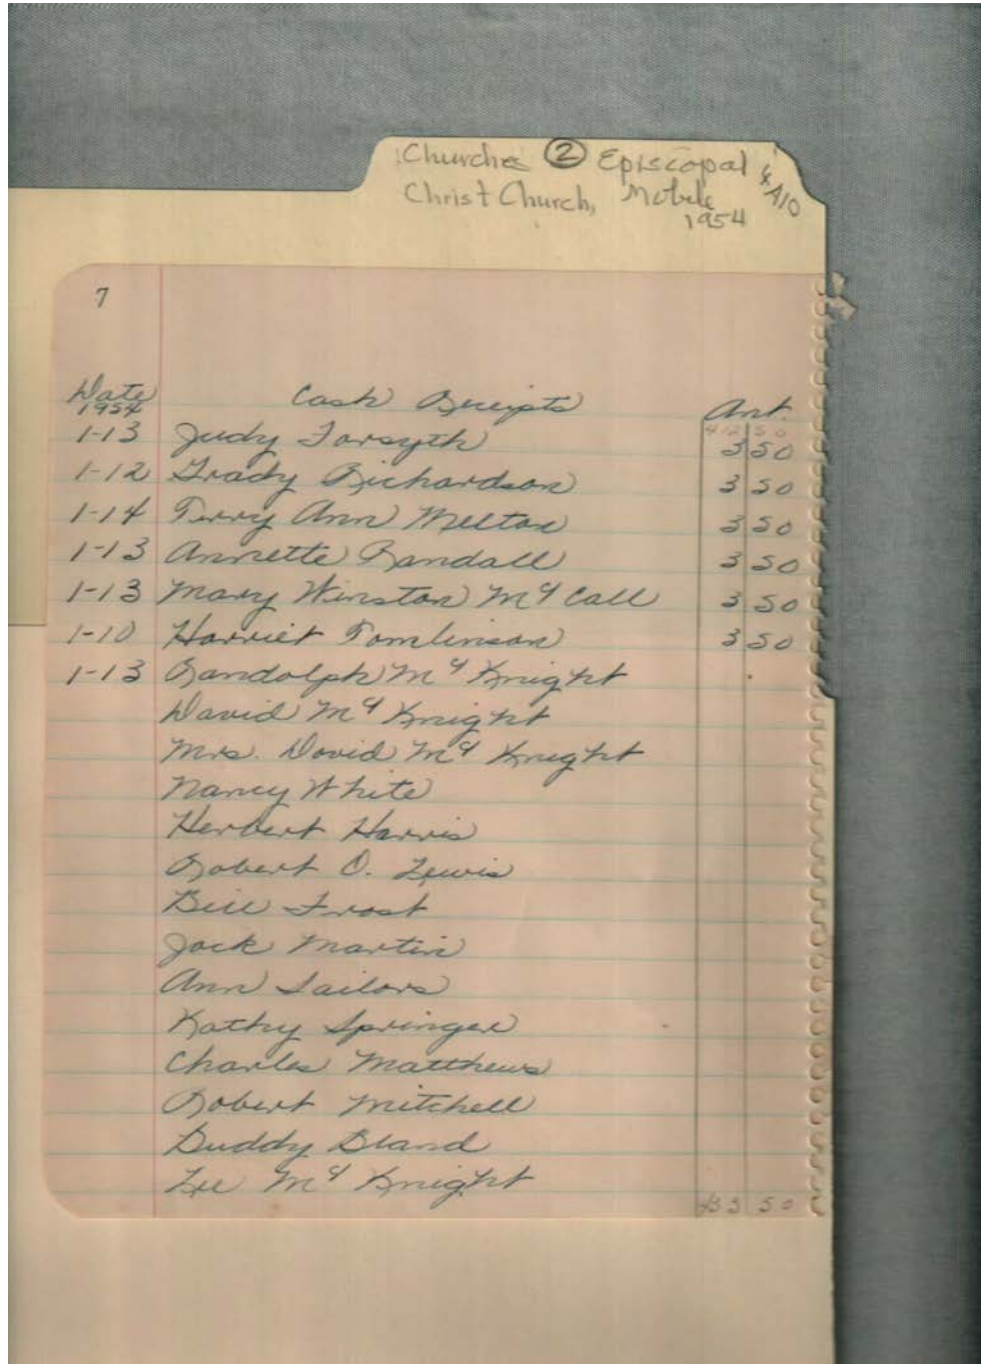 Churches ② Episcopal & A10
Christ Church, Mobile
1954
7
Date Cash Receipts Amt.
1954
412 50
1-13 Judy Forsyth 3 50
1-12 Grady Richardson 3 50
1-14 Terry Ann Melton 3 50
1-13 Annette Randall 3 50
1-13 Mary Winston McCall 3 50
1-10 Harriet Tomlinson 3 50
1-13 Randolph McKnight
David McKnight
Mrs. David McKnight
Nancy White
Herbert Harris
Robert O. Lewis
Bill Frost
Jack Martin
Ann Sailors
Kathy Springer
Charles Matthews
Robert Mitchell
Buddy Bland
Lee McKnight
433 50